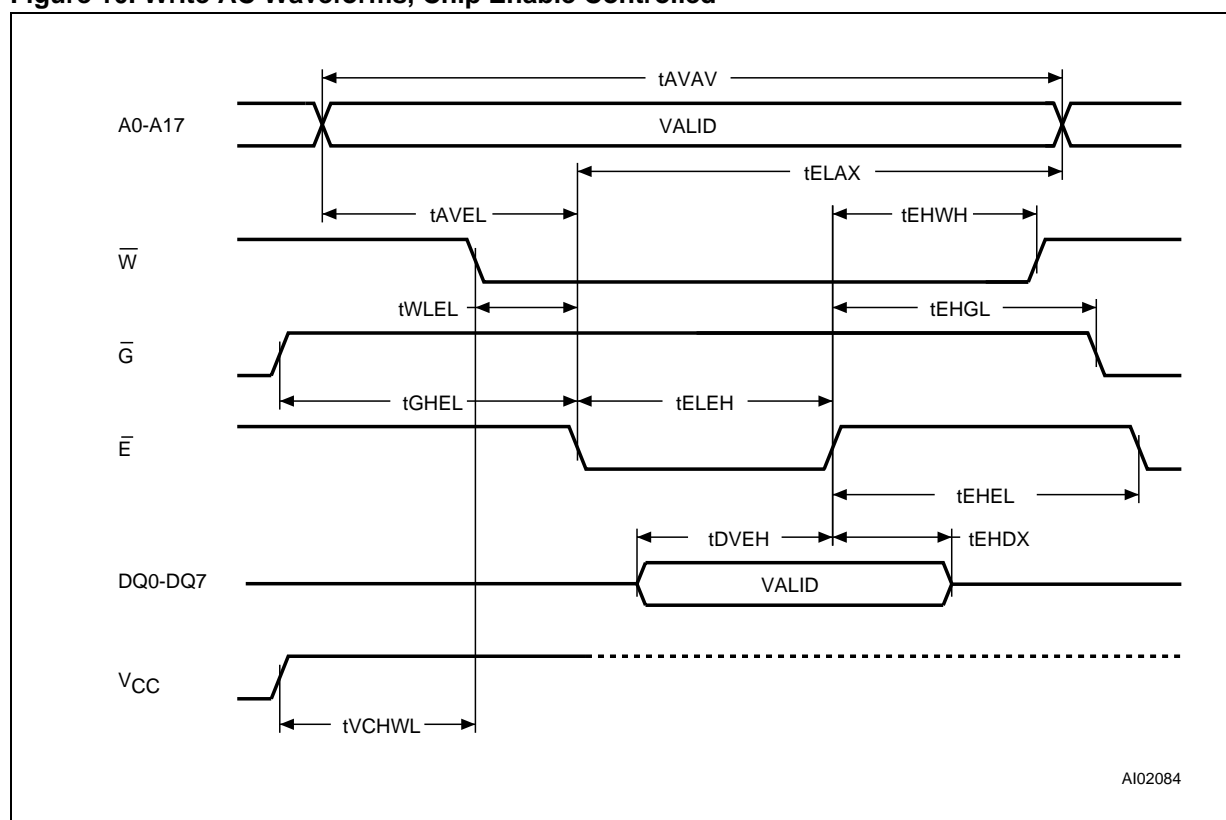 Figure 10. Write AC Waveforms, Chip Enable Controlled
tAVAV
A0-A17
VALID
tELAX
tAVEL
tEHWH
W̅
tWLEL
tEHGL
G̅
tGHEL
tELEH
E̅
tEHEL
tDVEH
tEHDX
DQ0-DQ7
VALID
VCC
tVCHWL
AI02084